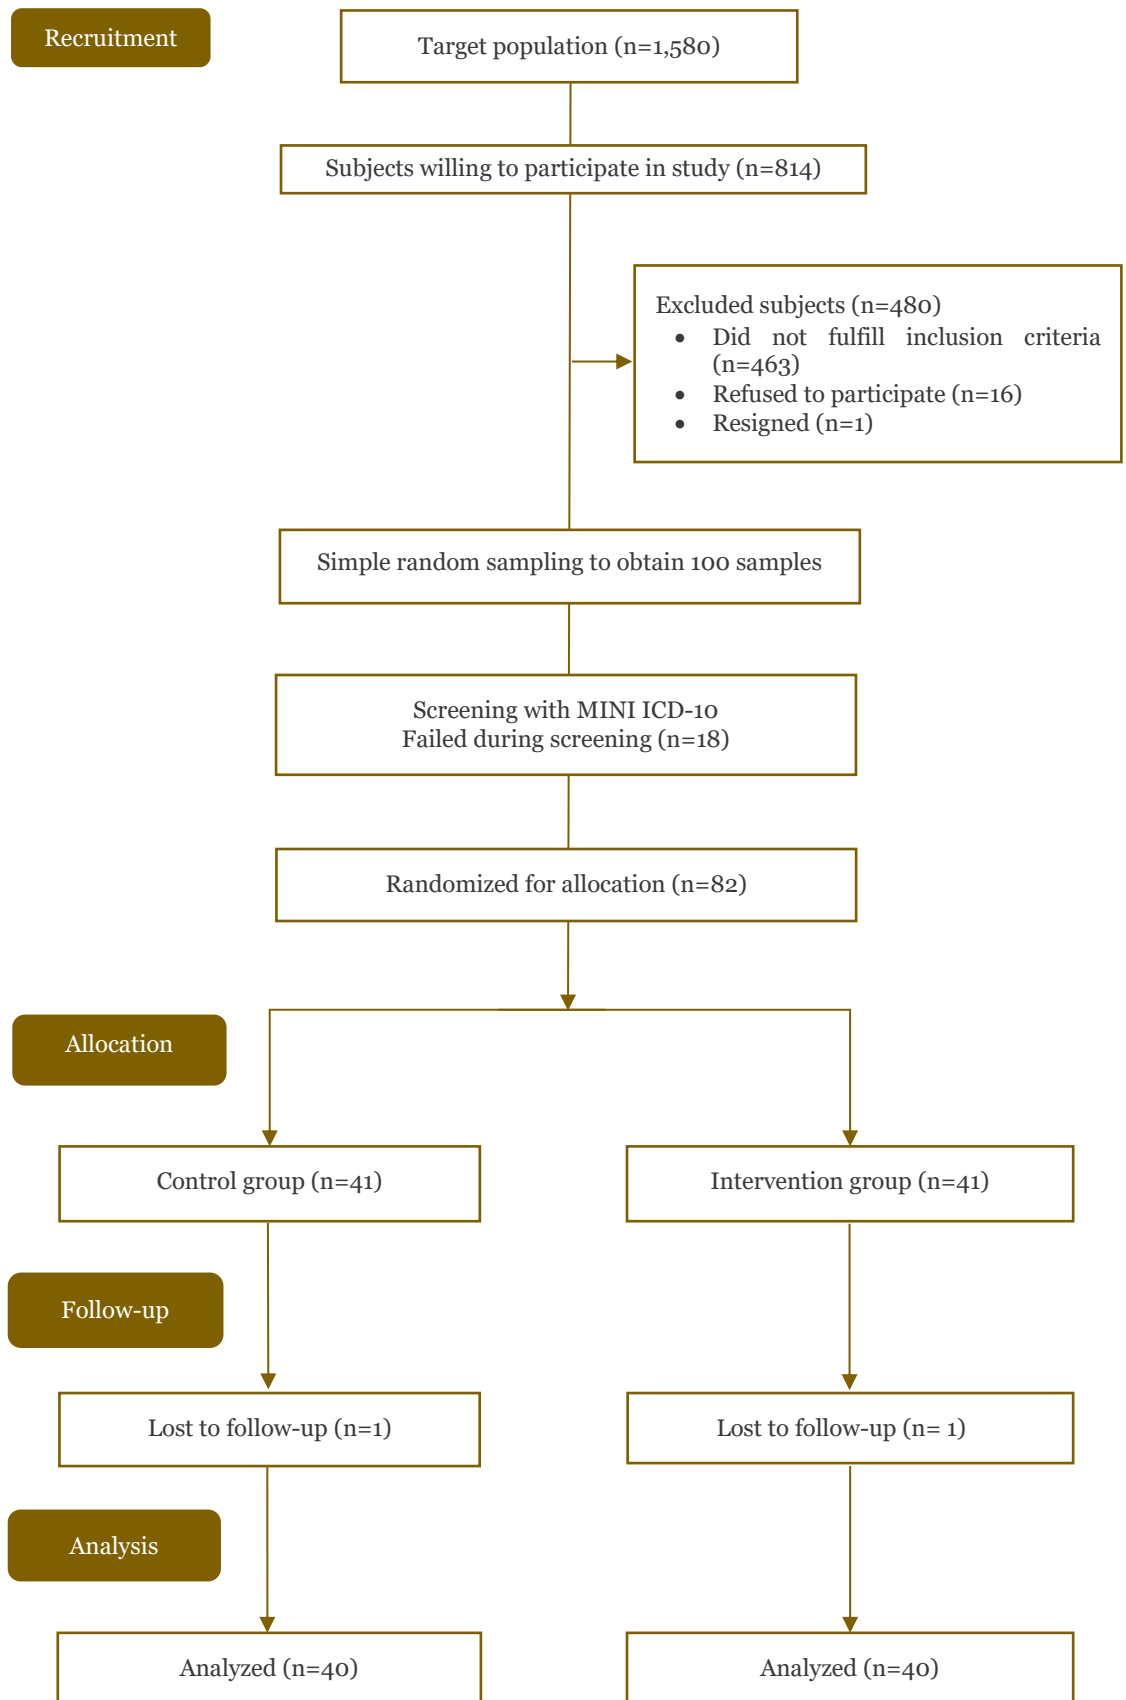 Recruitment
Target population (n=1,580)
Subjects willing to participate in study (n=814)
Excluded subjects (n=480)
• Did not fulfill inclusion criteria
(n=463)
• Refused to participate (n=16)
• Resigned (n=1)
Simple random sampling to obtain 100 samples
Screening with MINI ICD-10
Failed during screening (n=18)
Randomized for allocation (n=82)
Allocation
Control group (n=41)
Intervention group (n=41)
Follow-up
Lost to follow-up (n=1)
Lost to follow-up (n= 1)
Analysis
Analyzed (n=40)
Analyzed (n=40)